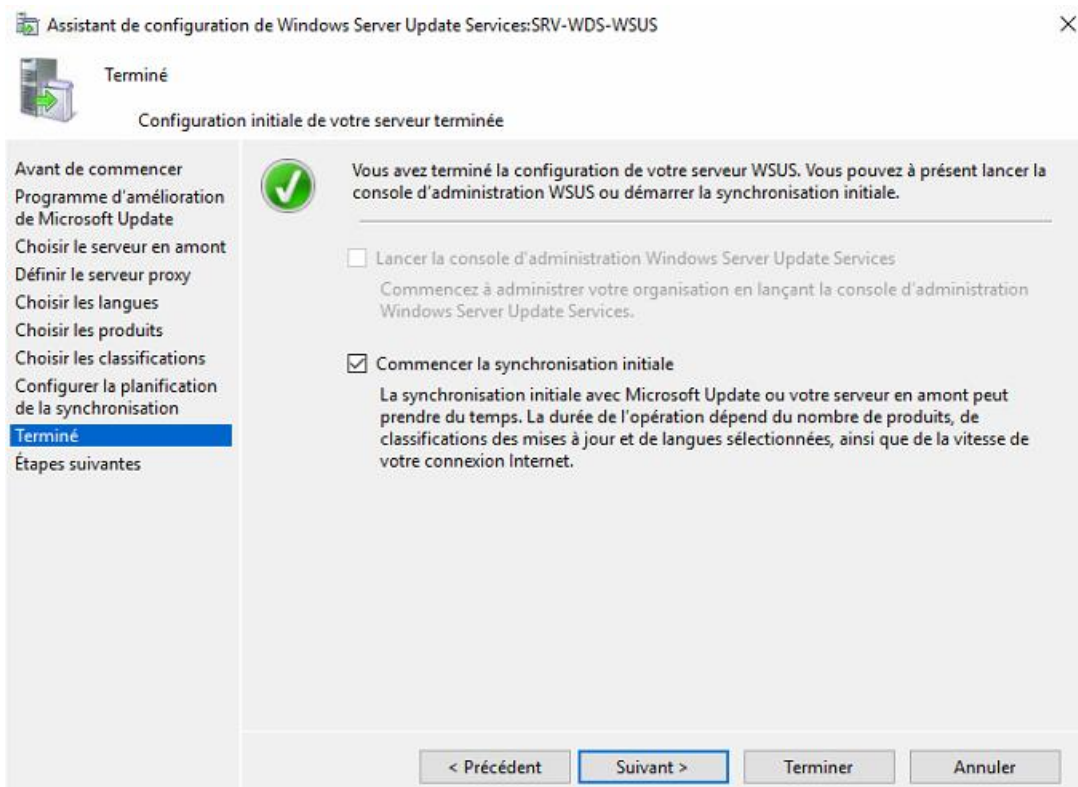 Assistant de configuration de Windows Server Update Services:SRV-WDS-WSUS
Terminé
Configuration initiale de votre serveur terminée
Avant de commencer
Programme d'amélioration
de Microsoft Update
Choisir le serveur en amont
Définir le serveur proxy
Choisir les langues
Choisir les produits
Choisir les classifications
Configurer la planification
de la synchronisation
Terminé
Étapes suivantes
Vous avez terminé la configuration de votre serveur WSUS. Vous pouvez à présent lancer la
console d'administration WSUS ou démarrer la synchronisation initiale.
Lancer la console d'administration Windows Server Update Services
Commencez à administrer votre organisation en lançant la console d'administration
Windows Server Update Services.
Commencer la synchronisation initiale
La synchronisation initiale avec Microsoft Update ou votre serveur en amont peut
prendre du temps. La durée de l'opération dépend du nombre de produits, de
classifications des mises à jour et de langues sélectionnées, ainsi que de la vitesse de
votre connexion Internet.
< Précédent
Suivant >
Terminer
Annuler